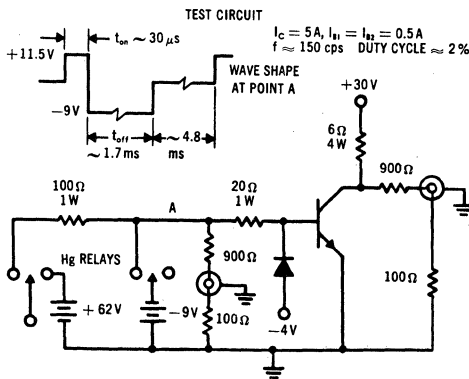 TEST CIRCUIT
t_on ~ 30 μs
I_C = 5A, I_B1 = I_B2 = 0.5A
f ≈ 150 cps DUTY CYCLE ≈ 2%
+11.5V
WAVE SHAPE
AT POINT A
−9V
t_off
~1.7ms
~4.8
ms
+30V
6Ω
4W
900Ω
100Ω
1W
A
20Ω
1W
900Ω
100Ω
Hg RELAYS
+62V
−9V
100Ω
−4V